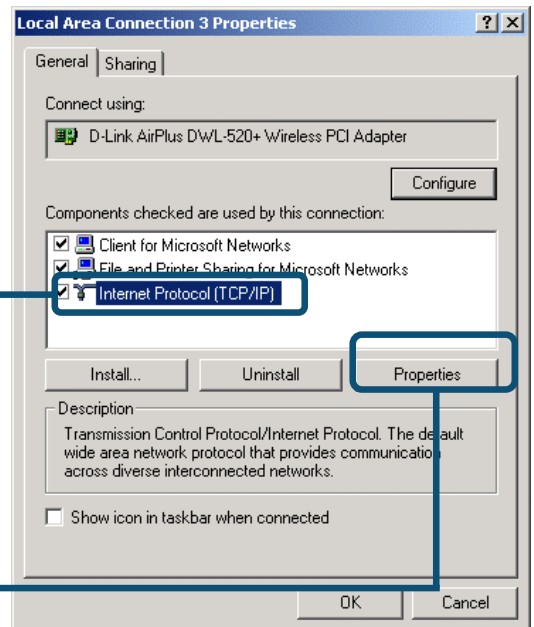 Local Area Connection 3 Properties
General Sharing
Connect using:
D-Link AirPlus DWL-520+ Wireless PCI Adapter
Configure
Components checked are used by this connection:
Client for Microsoft Networks
File and Printer Sharing for Microsoft Networks
Internet Protocol (TCP/IP)
Install... Uninstall Properties
Description
Transmission Control Protocol/Internet Protocol. The default
wide area network protocol that provides communication
across diverse interconnected networks.
Show icon in taskbar when connected
OK Cancel